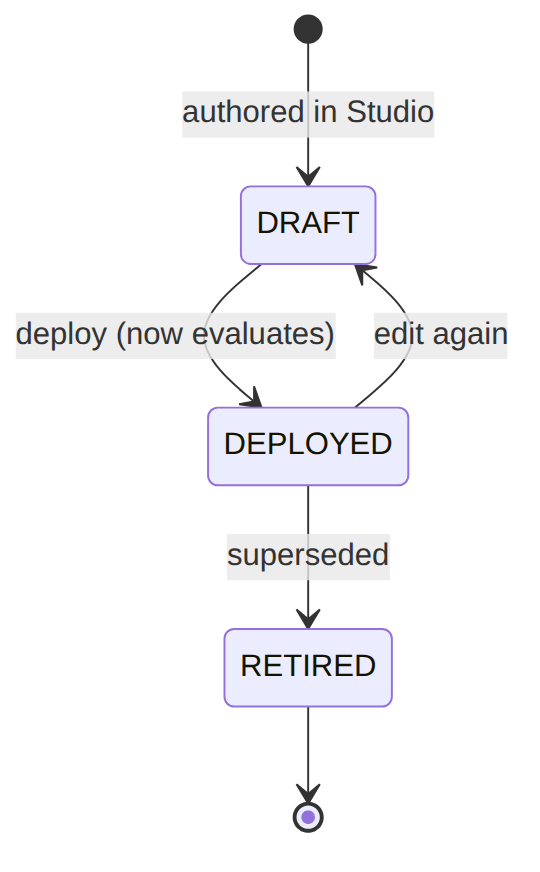 authored in Studio
DRAFT
deploy (now evaluates)
edit again
DEPLOYED
superseded
RETIRED